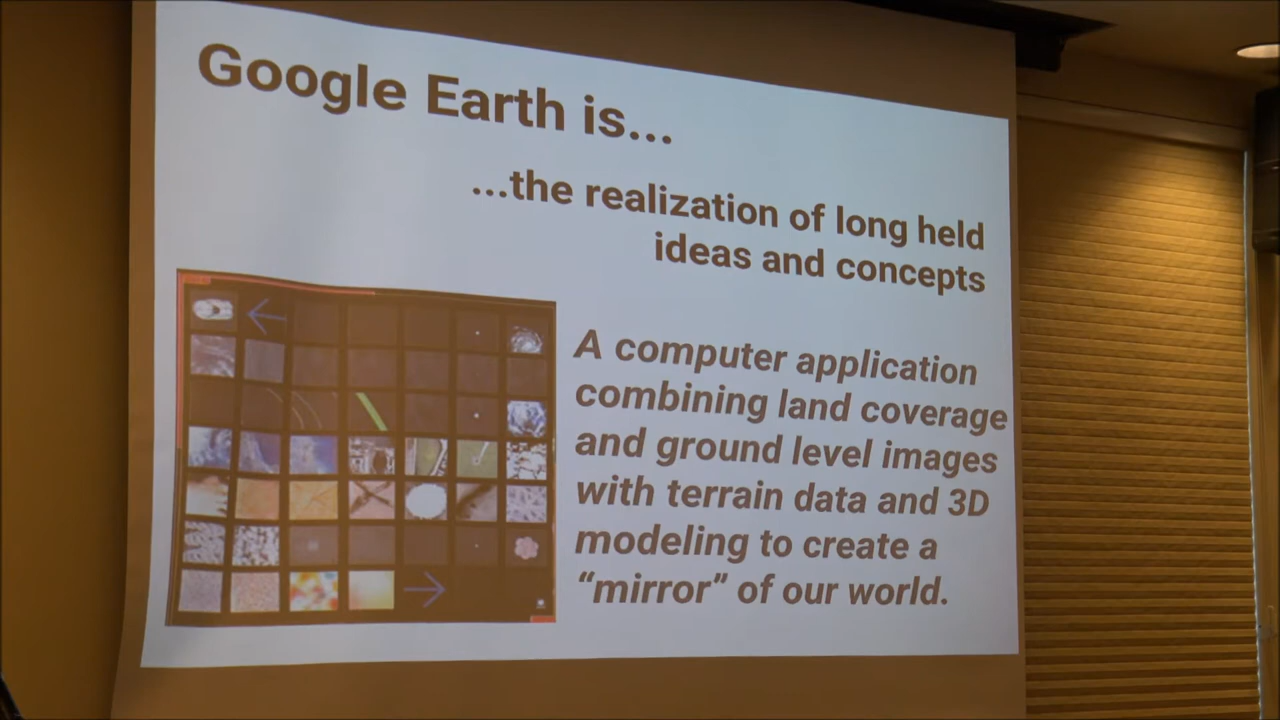 Google Earth is...
...the realization of long held
ideas and concepts
A computer application
combining land coverage
and ground level images
with terrain data and 3D
modeling to create a
“mirror” of our world.